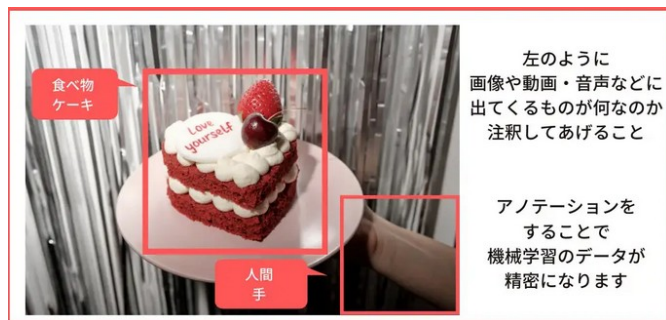 食べ物
ケーキ
Love
yourself
人間
手
左のように
画像や動画・音声などに
出てくるものが何なのか
注釈してあげること
アノテーションを
することで
機械学習のデータが
精密になります